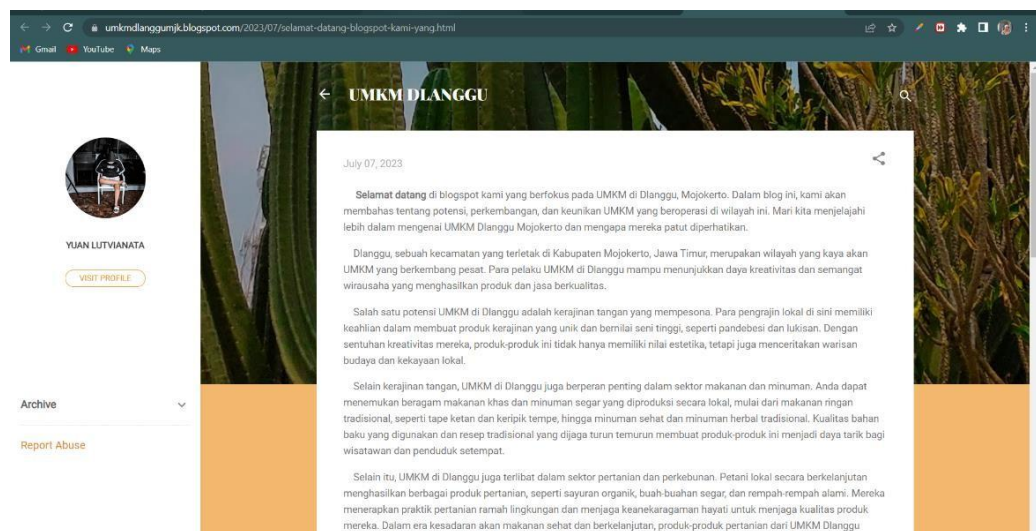 umkmdlanggumjk.blogspot.com/2023/07/selamat-datang-blogspot-kami-yang.html
Gmail YouTube Maps
UMKM DLANGGU
YUAN LUTVIANATA
VISIT PROFILE
Archive
Report Abuse
July 07, 2023
Selamat datang di blogspot kami yang berfokus pada UMKM di Dlanggu, Mojokerto. Dalam blog ini, kami akan
membahas tentang potensi, perkembangan, dan keunikan UMKM yang beroperasi di wilayah ini. Mari kita menjelajahi
lebih dalam mengenai UMKM Dlanggu Mojokerto dan mengapa mereka patut diperhatikan.
Dlanggu, sebuah kecamatan yang terletak di Kabupaten Mojokerto, Jawa Timur, merupakan wilayah yang kaya akan
UMKM yang berkembang pesat. Para pelaku UMKM di Dlanggu mampu menunjukkan daya kreativitas dan semangat
wirausaha yang menghasilkan produk dan jasa berkualitas.
Salah satu potensi UMKM di Dlanggu adalah kerajinan tangan yang mempesona. Para pengrajin lokal di sini memiliki
keahlian dalam membuat produk kerajinan yang unik dan bernilai seni tinggi, seperti pandebesi dan lukisan. Dengan
sentuhan kreativitas mereka, produk-produk ini tidak hanya memiliki nilai estetika, tetapi juga menceritakan warisan
budaya dan kekayaan lokal.
Selain kerajinan tangan, UMKM di Dlanggu juga berperan penting dalam sektor makanan dan minuman. Anda dapat
menemukan beragam makanan khas dan minuman segar yang diproduksi secara lokal, mulai dari makanan ringan
tradisional, seperti tape ketan dan keripik tempe, hingga minuman sehat dan minuman herbal tradisional. Kualitas bahan
baku yang digunakan dan resep tradisional yang dijaga turun temurun membuat produk-produk ini menjadi daya tarik bagi
wisatawan dan penduduk setempat.
Selain itu, UMKM di Dlanggu juga terlibat dalam sektor pertanian dan perkebunan. Petani lokal secara berkelanjutan
menghasilkan berbagai produk pertanian, seperti sayuran organik, buah-buahan segar, dan rempah-rempah alami. Mereka
menerapkan praktik pertanian ramah lingkungan dan menjaga keanekaragaman hayati untuk menjaga kualitas produk
mereka. Dalam era kesadaran akan makanan sehat dan berkelanjutan, produk-produk pertanian dari UMKM Dlanggu